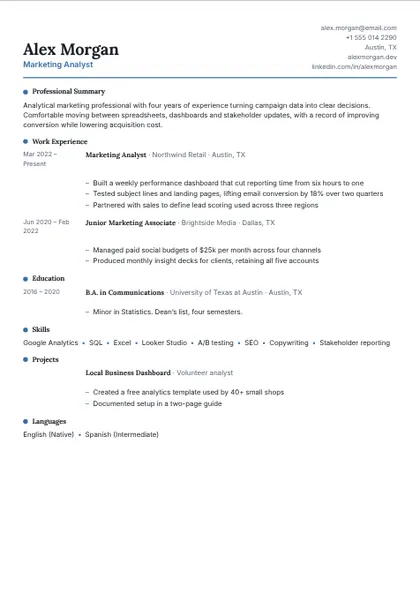 alex.morgan@email.com
+1 555 014 2290
Austin, TX
alexmorgan.dev
linkedin.com/in/alexmorgan
Alex Morgan
Marketing Analyst
Professional Summary
Analytical marketing professional with four years of experience turning campaign data into clear decisions.
Comfortable moving between spreadsheets, dashboards and stakeholder updates, with a record of improving
conversion while lowering acquisition cost.
Work Experience
Mar 2022 –
Present
Marketing Analyst · Northwind Retail · Austin, TX
– Built a weekly performance dashboard that cut reporting time from six hours to one
– Tested subject lines and landing pages, lifting email conversion by 18% over two quarters
– Partnered with sales to define lead scoring used across three regions
Jun 2020 – Feb
2022
Junior Marketing Associate · Brightside Media · Dallas, TX
– Managed paid social budgets of $25k per month across four channels
– Produced monthly insight decks for clients, retaining all five accounts
Education
2016 – 2020
B.A. in Communications · University of Texas at Austin · Austin, TX
– Minor in Statistics. Dean's list, four semesters.
Skills
Google Analytics • SQL • Excel • Looker Studio • A/B testing • SEO • Copywriting • Stakeholder reporting
Projects
Local Business Dashboard · Volunteer analyst
– Created a free analytics template used by 40+ small shops
– Documented setup in a two-page guide
Languages
English (Native) • Spanish (Intermediate)